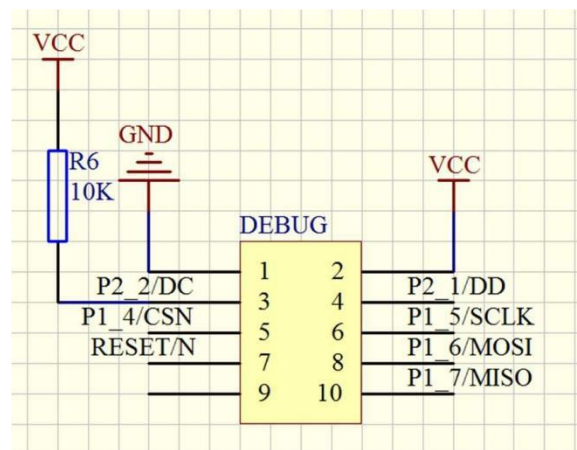 VCC
GND
R6
VCC
10K
DEBUG
1 2
P2_2/DC P2_1/DD
3 4
P1_4/CSN P1_5/SCLK
5 6
RESET/N P1_6/MOSI
7 8
P1_7/MISO
9 10